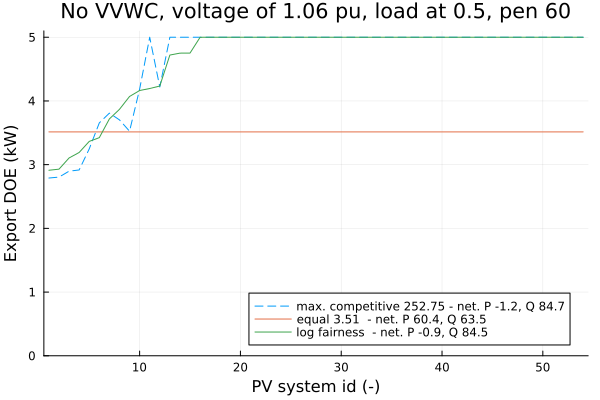 No VVWC, voltage of 1.06 pu, load at 0.5, pen 60
Export DOE (kW)
5
4
3
2
1
0
max. competitive 252.75 - net. P -1.2, Q 84.7
equal 3.51 - net. P 60.4, Q 63.5
log fairness - net. P -0.9, Q 84.5
10 20 30 40 50
PV system id (-)